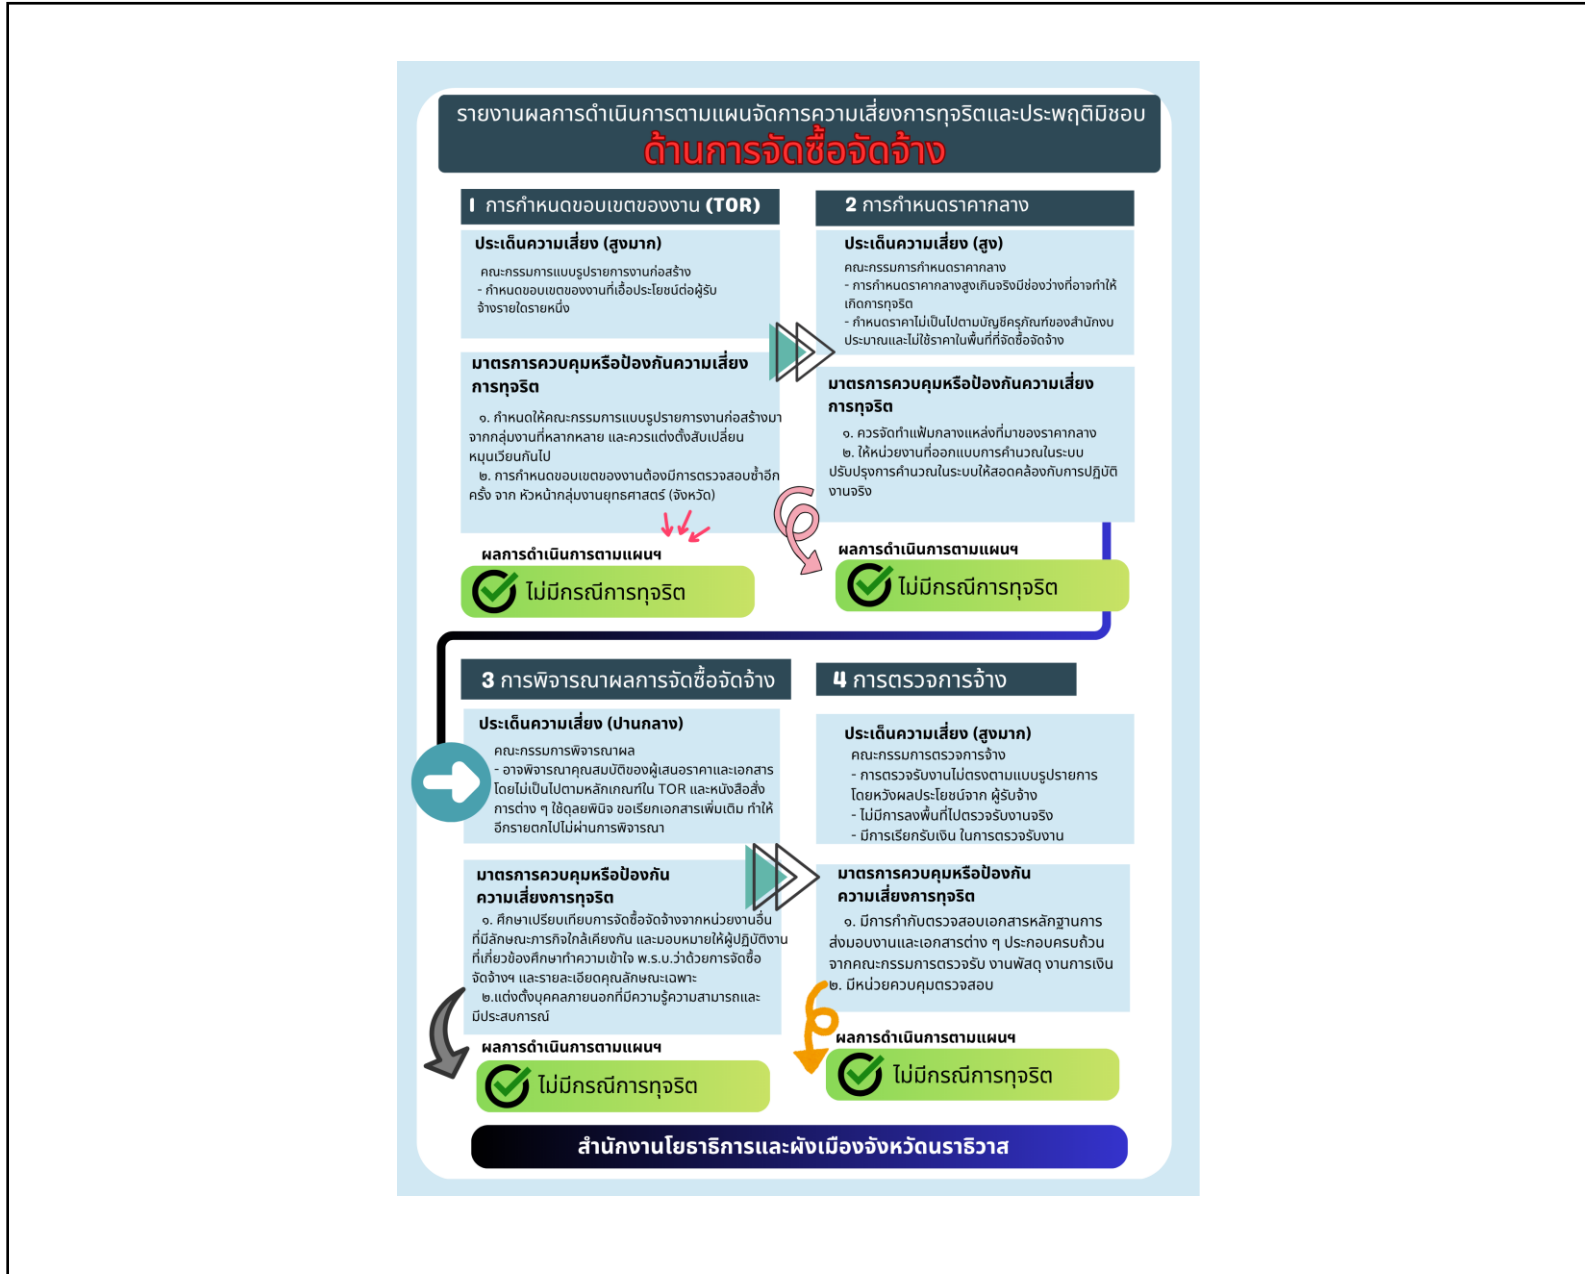 รายงานผลการดำเนินการตามแผนจัดการความเสี่ยงการทุจริตและประพฤติมิชอบ
ด้านการจัดซื้อจัดจ้าง
1 การกำหนดขอบเขตของงาน (TOR)
ประเด็นความเสี่ยง (สูงมาก)
คณะกรรมการแบบรูปรายการงานก่อสร้าง
- กำหนดขอบเขตของงานที่เอื้อประโยชน์ต่อผู้รับ
จ้างรายใดรายหนึ่ง
มาตรการควบคุมหรือป้องกันความเสี่ยง
การทุจริต
๑. กำหนดให้คณะกรรมการแบบรูปรายการงานก่อสร้างมา
จากกลุ่มงานที่หลากหลาย และควรแต่งตั้งสับเปลี่ยน
หมุนเวียนกันไป
๒. การกำหนดขอบเขตของงานต้องมีการตรวจสอบซ้ำอีก
ครั้ง จาก หัวหน้ากลุ่มงานยุทธศาสตร์ (จังหวัด)
ผลการดำเนินการตามแผนฯ
ไม่มีกรณีการทุจริต
2 การกำหนดราคากลาง
ประเด็นความเสี่ยง (สูง)
คณะกรรมการกำหนดราคากลาง
- การกำหนดราคากลางสูงเกินจริงมีช่องว่างที่อาจทำให้
เกิดการทุจริต
- กำหนดราคาไม่เป็นไปตามบัญชีครุภัณฑ์ของสำนักงบ
ประมาณและไม่ใช้ราคาในพื้นที่ที่จัดซื้อจัดจ้าง
มาตรการควบคุมหรือป้องกันความเสี่ยง
การทุจริต
๑. ควรจัดทำแฟ้มกลางแหล่งที่มาของราคากลาง
๒. ให้หน่วยงานที่ออกแบบการคำนวณในระบบ
ปรับปรุงการคำนวณในระบบให้สอดคล้องกับการปฏิบัติ
งานจริง
ผลการดำเนินการตามแผนฯ
ไม่มีกรณีการทุจริต
3 การพิจารณาผลการจัดซื้อจัดจ้าง
ประเด็นความเสี่ยง (ปานกลาง)
คณะกรรมการพิจารณาผล
- อาจพิจารณาคุณสมบัติของผู้เสนอราคาและเอกสาร
โดยไม่เป็นไปตามหลักเกณฑ์ใน TOR และหนังสือสั่ง
การต่าง ๆ ใช้ดุลยพินิจ ขอเรียกเอกสารเพิ่มเติม ทำให้
อีกรายตกไปไม่ผ่านการพิจารณา
มาตรการควบคุมหรือป้องกัน
ความเสี่ยงการทุจริต
๑. ศึกษาเปรียบเทียบการจัดซื้อจัดจ้างจากหน่วยงานอื่น
ที่มีลักษณะภารกิจใกล้เคียงกัน และมอบหมายให้ผู้ปฏิบัติงาน
ที่เกี่ยวข้องศึกษาทำความเข้าใจ พ.ร.บ.ว่าด้วยการจัดซื้อ
จัดจ้างฯ และรายละเอียดคุณลักษณะเฉพาะ
๒.แต่งตั้งบุคคลภายนอกที่มีความรู้ความสามารถและ
มีประสบการณ์
ผลการดำเนินการตามแผนฯ
ไม่มีกรณีการทุจริต
4 การตรวจการจ้าง
ประเด็นความเสี่ยง (สูงมาก)
คณะกรรมการตรวจการจ้าง
- การตรวจรับงานไม่ตรงตามแบบรูปรายการ
โดยหวังผลประโยชน์จาก ผู้รับจ้าง
- ไม่มีการลงพื้นที่ไปตรวจรับงานจริง
- มีการเรียกรับเงิน ในการตรวจรับงาน
มาตรการควบคุมหรือป้องกัน
ความเสี่ยงการทุจริต
๑. มีการกำกับตรวจสอบเอกสารหลักฐานการ
ส่งมอบงานและเอกสารต่าง ๆ ประกอบครบถ้วน
จากคณะกรรมการตรวจรับ งานพัสดุ งานการเงิน
๒. มีหน่วยควบคุมตรวจสอบ
ผลการดำเนินการตามแผนฯ
ไม่มีกรณีการทุจริต
สำนักงานโยธาธิการและผังเมืองจังหวัดนราธิวาส